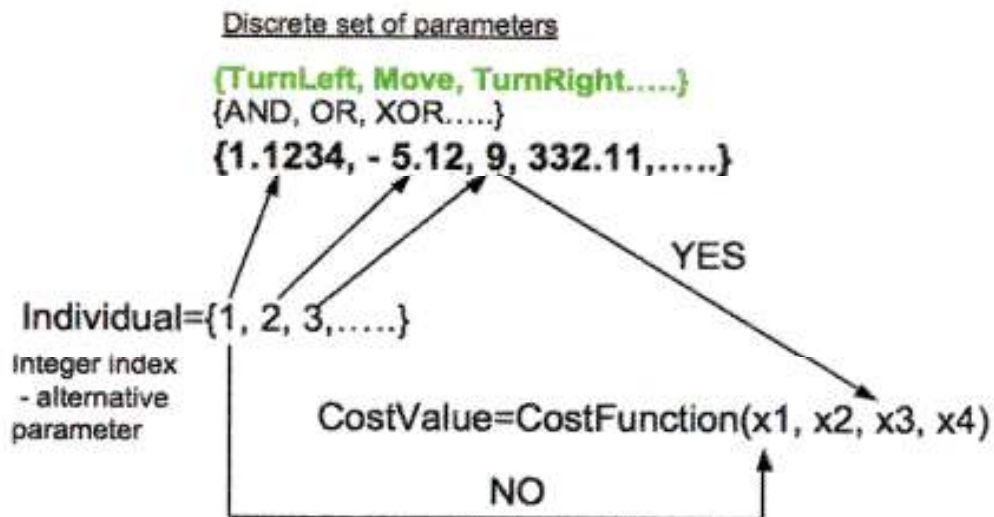 Discrete set of parameters
{TurnLeft, Move, TurnRight.....}
{AND, OR, XOR.....}
{1.1234, - 5.12, 9, 332.11,.....}
YES
Individual={1, 2, 3,.....}
Integer index
- alternative
parameter
CostValue=CostFunction(x1, x2, x3, x4)
NO